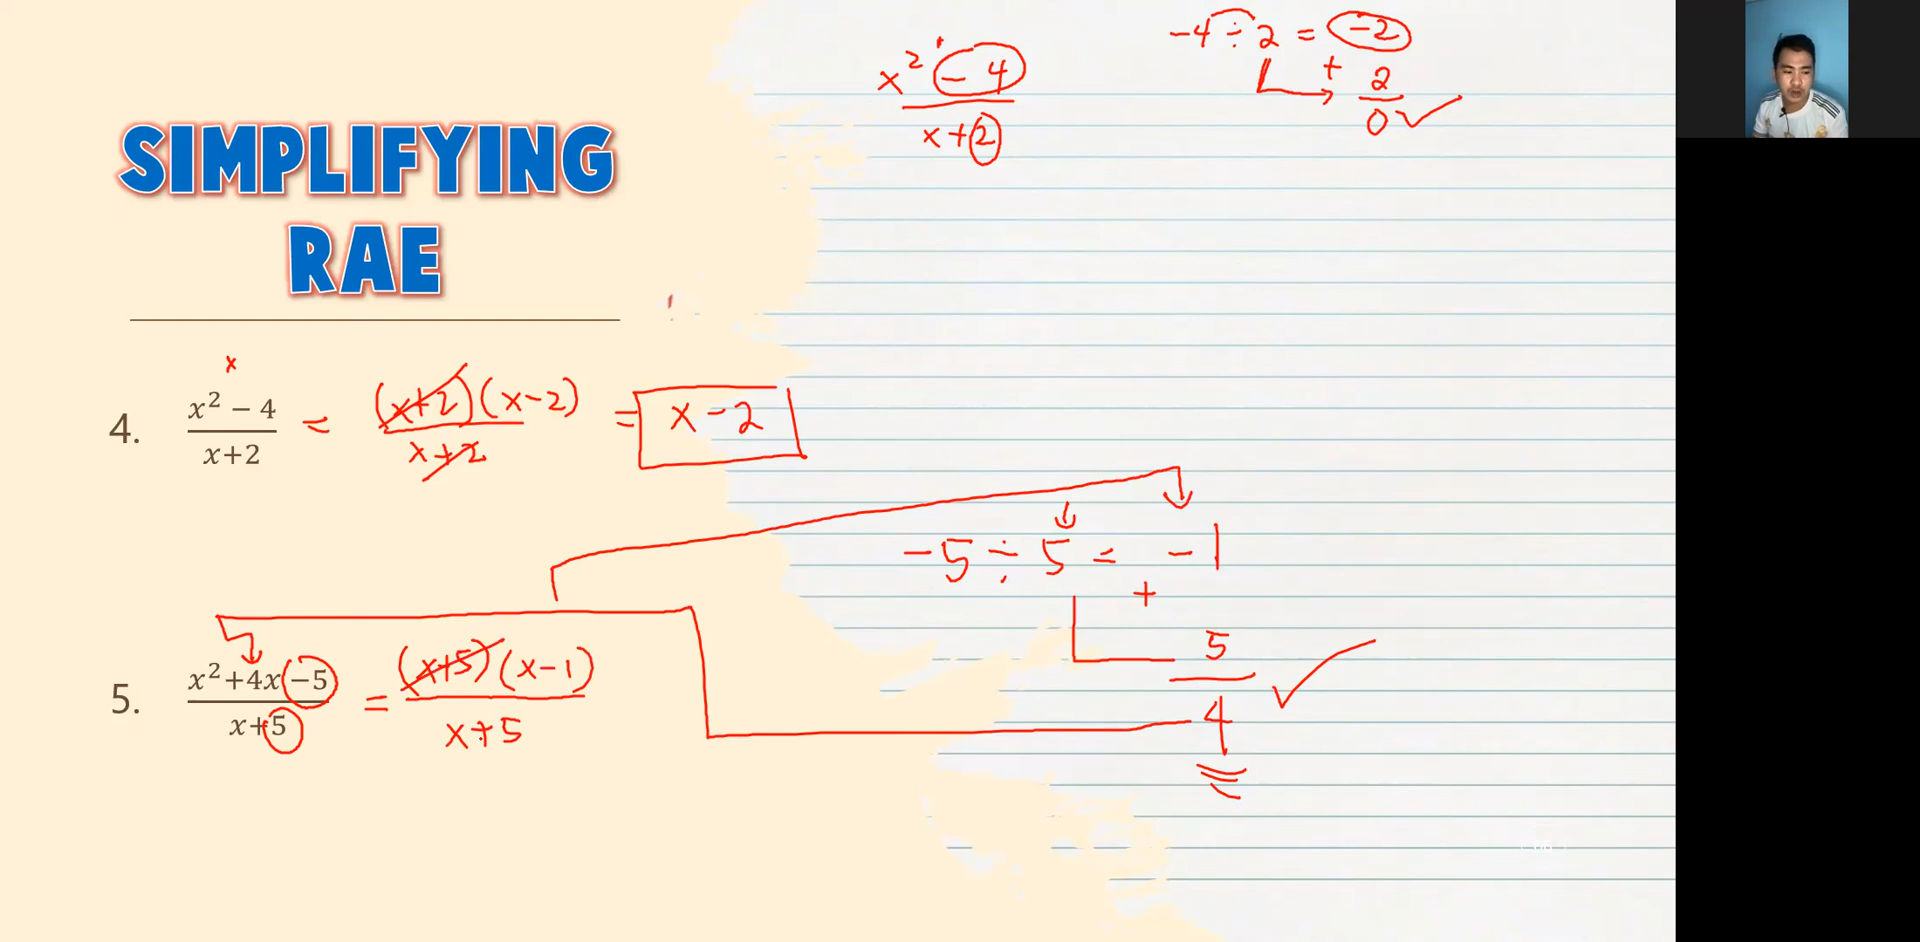 SIMPLIFYING
RAE
x² - 4
x+2
-4 ÷ 2 = -2
+ 2
0 ✓
x
4. x² − 4 / x+2 = (x+2)(x-2) / x+2 = x-2
-5 ÷ 5 = -1
+
5
4 ✓
5. x²+4x−5 / x+5 = (x+5)(x-1) / x+5